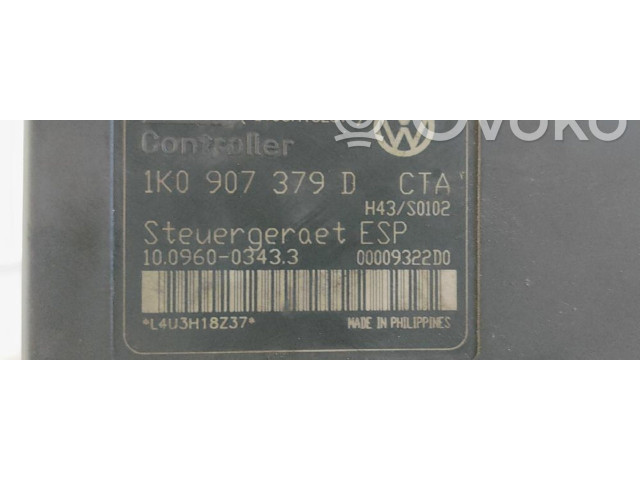 OVOKO
Controller
1K0 907 379 D CTA
H43/S0102
Steuergeraet ESP
10.0960-0343.3 00009322D0
*L4U3H18Z37* MADE IN PHILIPPINES